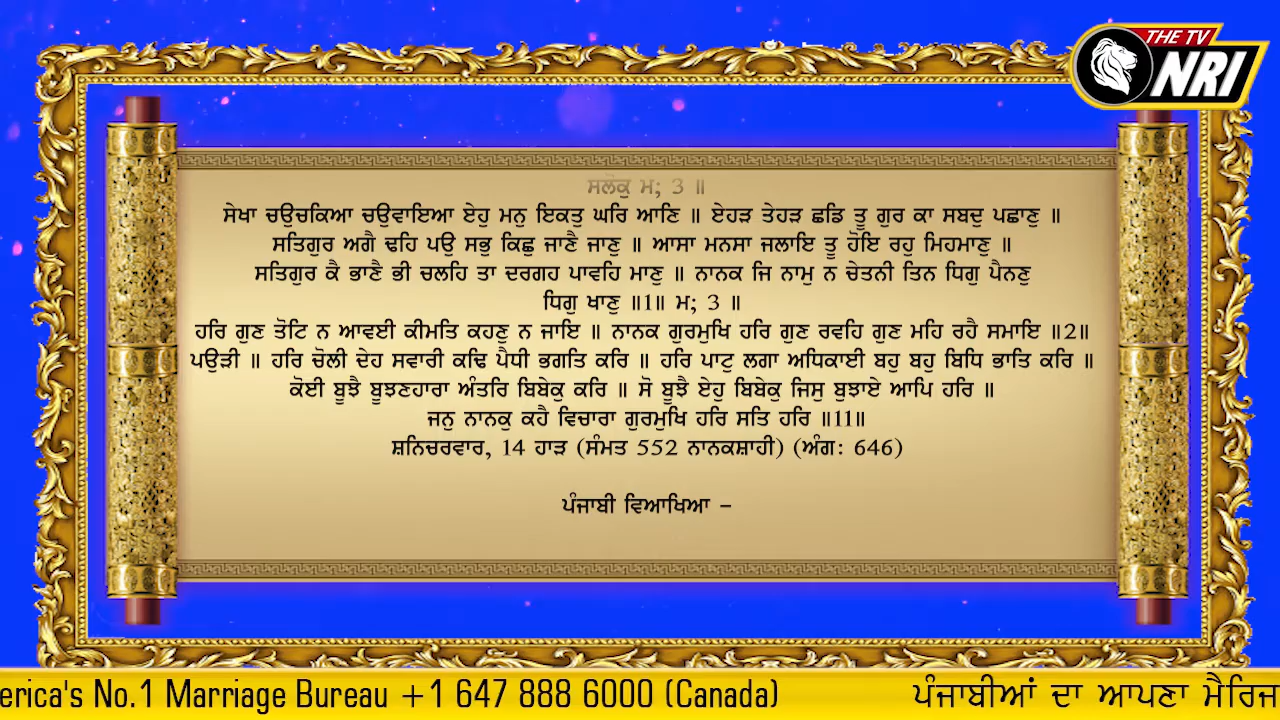 THE TV
NRI
ਸਲੋਕੁ ਮ; 3 ॥
ਸੇਖਾ ਚਉਚਕਿਆ ਚਉਵਾਇਆ ਏਹੁ ਮਨੁ ਇਕਤੁ ਘਰਿ ਆਣਿ ॥ ਏਹੜ ਤੇਹੜ ਛਡਿ ਤੂ ਗੁਰ ਕਾ ਸਬਦੁ ਪਛਾਣੁ ॥
ਸਤਿਗੁਰ ਅਗੈ ਢਹਿ ਪਉ ਸਭੁ ਕਿਛੁ ਜਾਣੈ ਜਾਣੁ ॥ ਆਸਾ ਮਨਸਾ ਜਲਾਇ ਤੂ ਹੋਇ ਰਹੁ ਮਿਹਮਾਣੁ ॥
ਸਤਿਗੁਰ ਕੈ ਭਾਣੈ ਭੀ ਚਲਹਿ ਤਾ ਦਰਗਹ ਪਾਵਹਿ ਮਾਣੁ ॥ ਨਾਨਕ ਜਿ ਨਾਮੁ ਨ ਚੇਤਨੀ ਤਿਨ ਧਿਗੁ ਪੈਨਣੁ
ਧਿਗੁ ਖਾਣੁ ॥1॥ ਮ; 3 ॥
ਹਰਿ ਗੁਣ ਤੋਟਿ ਨ ਆਵਈ ਕੀਮਤਿ ਕਹਣੁ ਨ ਜਾਇ ॥ ਨਾਨਕ ਗੁਰਮੁਖਿ ਹਰਿ ਗੁਣ ਰਵਹਿ ਗੁਣ ਮਹਿ ਰਹੈ ਸਮਾਇ ॥2॥
ਪਉੜੀ ॥ ਹਰਿ ਚੋਲੀ ਦੇਹ ਸਵਾਰੀ ਕਢਿ ਪੈਧੀ ਭਗਤਿ ਕਰਿ ॥ ਹਰਿ ਪਾਟੁ ਲਗਾ ਅਧਿਕਾਈ ਬਹੁ ਬਹੁ ਬਿਧਿ ਭਾਤਿ ਕਰਿ ॥
ਕੋਈ ਬੂਝੈ ਬੂਝਣਹਾਰਾ ਅੰਤਰਿ ਬਿਬੇਕੁ ਕਰਿ ॥ ਸੋ ਬੂਝੈ ਏਹੁ ਬਿਬੇਕੁ ਜਿਸੁ ਬੁਝਾਏ ਆਪਿ ਹਰਿ ॥
ਜਨੁ ਨਾਨਕੁ ਕਹੈ ਵਿਚਾਰਾ ਗੁਰਮੁਖਿ ਹਰਿ ਸਤਿ ਹਰਿ ॥11॥
ਸ਼ਨਿਚਰਵਾਰ, 14 ਹਾੜ (ਸੰਮਤ 552 ਨਾਨਕਸ਼ਾਹੀ) (ਅੰਗ: 646)
ਪੰਜਾਬੀ ਵਿਆਖਿਆ –
erica's No.1 Marriage Bureau +1 647 888 6000 (Canada) ਪੰਜਾਬੀਆਂ ਦਾ ਆਪਣਾ ਮੈਰਿਜ